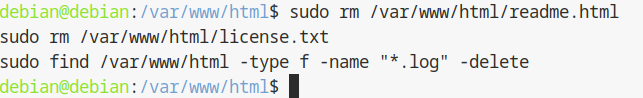 debian@debian:/var/www/html$ sudo rm /var/www/html/readme.html
sudo rm /var/www/html/license.txt
sudo find /var/www/html -type f -name "*.log" -delete
debian@debian:/var/www/html$